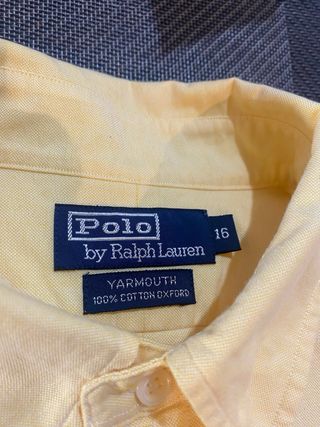 Polo
by Ralph Lauren
16
YARMOUTH
100% COTTON OXFORD